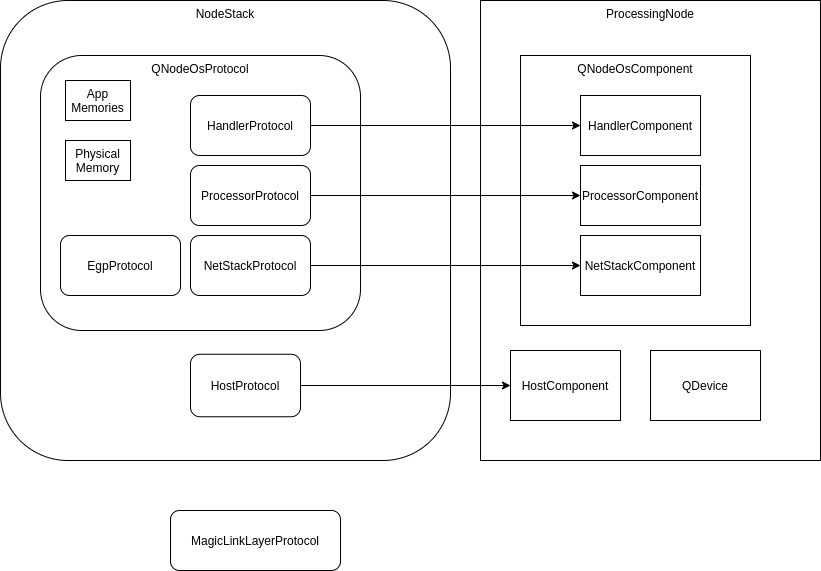 NodeStack
ProcessingNode
QNodeOsProtocol
QNodeOsComponent
App
Memories
HandlerProtocol
HandlerComponent
Physical
Memory
ProcessorProtocol
ProcessorComponent
EgpProtocol
NetStackProtocol
NetStackComponent
HostProtocol
HostComponent
QDevice
MagicLinkLayerProtocol